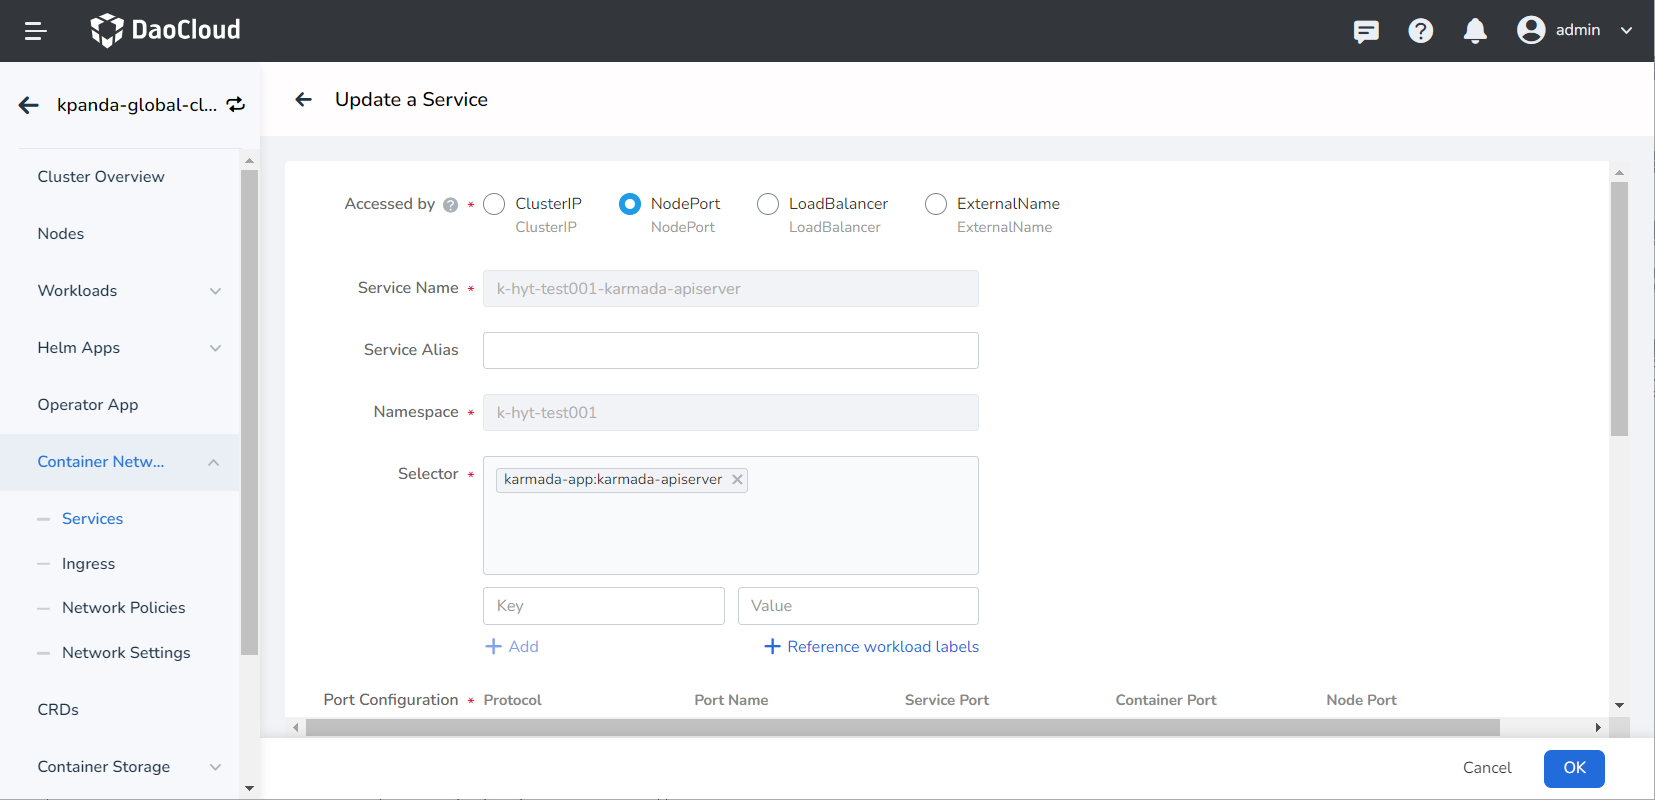 DaoCloud
admin
kpanda-global-cl...
Update a Service
Cluster Overview
Nodes
Workloads
Helm Apps
Operator App
Container Netw...
Services
Ingress
Network Policies
Network Settings
CRDs
Container Storage
Accessed by ? * ClusterIP NodePort LoadBalancer ExternalName
ClusterIP NodePort LoadBalancer ExternalName
Service Name * k-hyt-test001-karmada-apiserver
Service Alias
Namespace * k-hyt-test001
Selector * karmada-app:karmada-apiserver
Key Value
Add Reference workload labels
Port Configuration * Protocol Port Name Service Port Container Port Node Port
Cancel OK